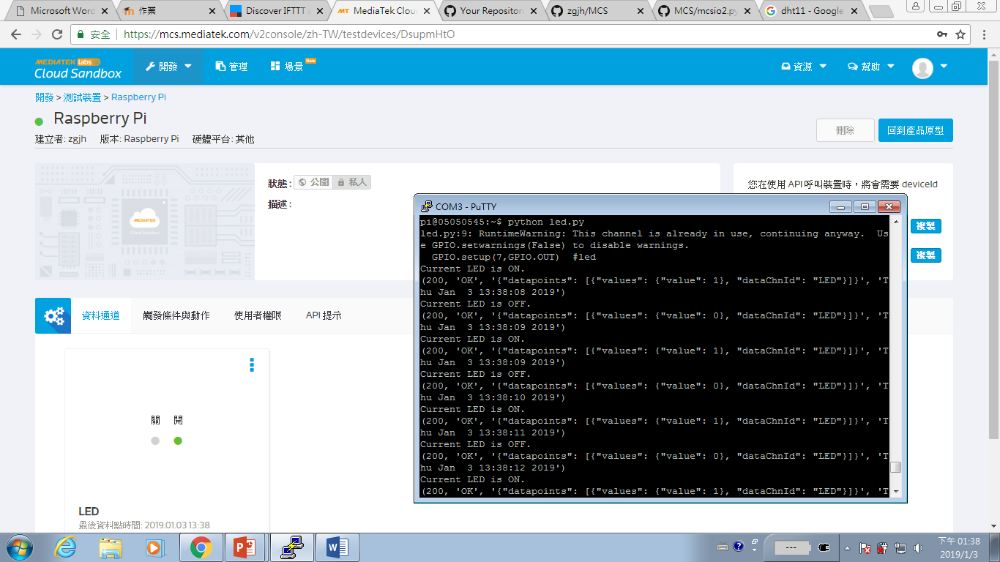 Microsoft Word
作業
Discover IFTTT a
MediaTek Clou
Your Repositori
zgjh/MCS
MCS/mcsio2.py
dht11 - Google
安全
https://mcs.mediatek.com/v2console/zh-TW/testdevices/DsupmHtO
MEDIATEK labs
Cloud Sandbox
開發
管理
場景
New
資源
幫助
開發 > 測試裝置 > Raspberry Pi
Raspberry Pi
建立者: zgjh 版本: Raspberry Pi 硬體平台: 其他
刪除
回到產品原型
MEDIATEK
Cloud Sandbox
狀態 :
公開
私人
描述 :
您在使用 API 呼叫裝置時，將會需要 deviceId
複製
複製
資料通道
觸發條件與動作
使用者權限
API 提示
關 開
LED
最後資料點時間: 2019.01.03 13:38
COM3 - PuTTY
pi@05050545:~$ python led.py
led.py:9: RuntimeWarning: This channel is already in use, continuing anyway.  Us
e GPIO.setwarnings(False) to disable warnings.
  GPIO.setup(7,GPIO.OUT)  #led
Current LED is ON.
(200, 'OK', '{"datapoints": [{"values": {"value": 1}, "dataChnId": "LED"}]}', 'T
hu Jan  3 13:38:08 2019')
Current LED is OFF.
(200, 'OK', '{"datapoints": [{"values": {"value": 0}, "dataChnId": "LED"}]}', 'T
hu Jan  3 13:38:09 2019')
Current LED is ON.
(200, 'OK', '{"datapoints": [{"values": {"value": 1}, "dataChnId": "LED"}]}', 'T
hu Jan  3 13:38:09 2019')
Current LED is OFF.
(200, 'OK', '{"datapoints": [{"values": {"value": 0}, "dataChnId": "LED"}]}', 'T
hu Jan  3 13:38:10 2019')
Current LED is ON.
(200, 'OK', '{"datapoints": [{"values": {"value": 1}, "dataChnId": "LED"}]}', 'T
hu Jan  3 13:38:11 2019')
Current LED is OFF.
(200, 'OK', '{"datapoints": [{"values": {"value": 0}, "dataChnId": "LED"}]}', 'T
hu Jan  3 13:38:12 2019')
Current LED is ON.
(200, 'OK', '{"datapoints": [{"values": {"value": 1}, "dataChnId": "LED"}]}', 'T
---
下午 01:38
2019/1/3